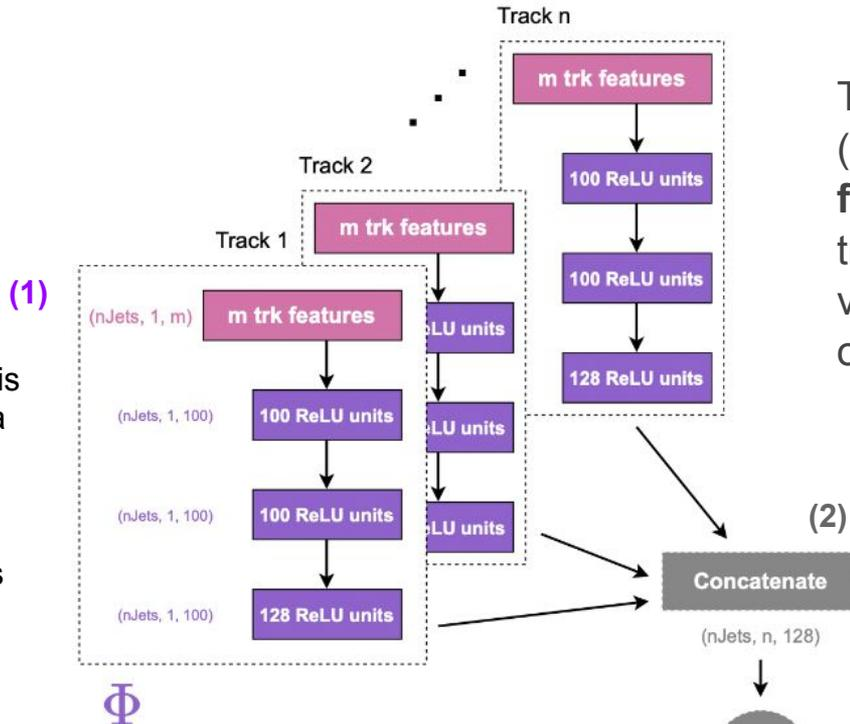 Track n
m trk features
100 ReLU units
100 ReLU units
128 ReLU units
Track 2
m trk features
LU units
LU units
LU units
Track 1
(1)
(nJets, 1, m)
m trk features
is
a
(nJets, 1, 100)
100 ReLU units
(nJets, 1, 100)
100 ReLU units
s
(nJets, 1, 100)
128 ReLU units
Φ
T
(
f
t
v
(2)
Concatenate
(nJets, n, 128)